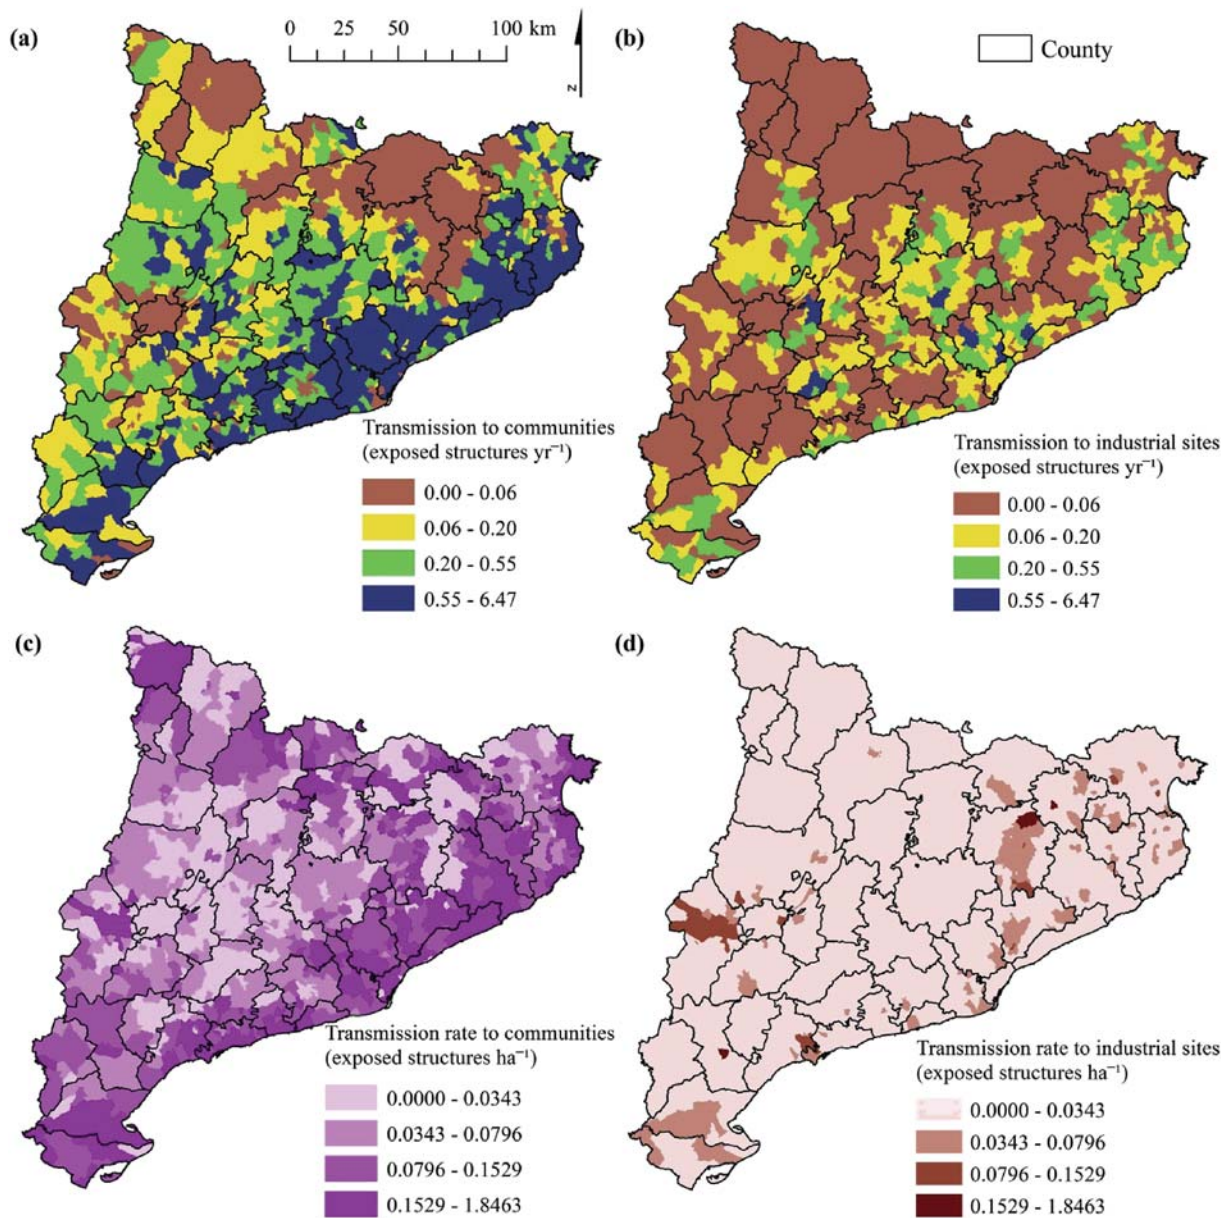 (a)
0 25 50 100 km
N
(b)
County
Transmission to communities
(exposed structures yr⁻¹)
0.00 - 0.06
0.06 - 0.20
0.20 - 0.55
0.55 - 6.47
Transmission to industrial sites
(exposed structures yr⁻¹)
0.00 - 0.06
0.06 - 0.20
0.20 - 0.55
0.55 - 6.47
(c)
(d)
Transmission rate to communities
(exposed structures ha⁻¹)
0.0000 - 0.0343
0.0343 - 0.0796
0.0796 - 0.1529
0.1529 - 1.8463
Transmission rate to industrial sites
(exposed structures ha⁻¹)
0.0000 - 0.0343
0.0343 - 0.0796
0.0796 - 0.1529
0.1529 - 1.8463